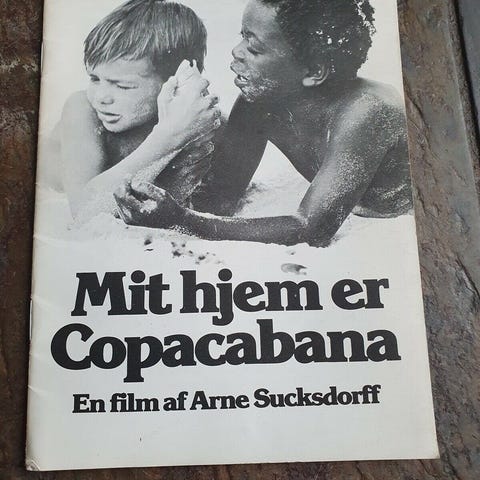 Mit hjem er
Copacabana
En film af Arne Sucksdorff